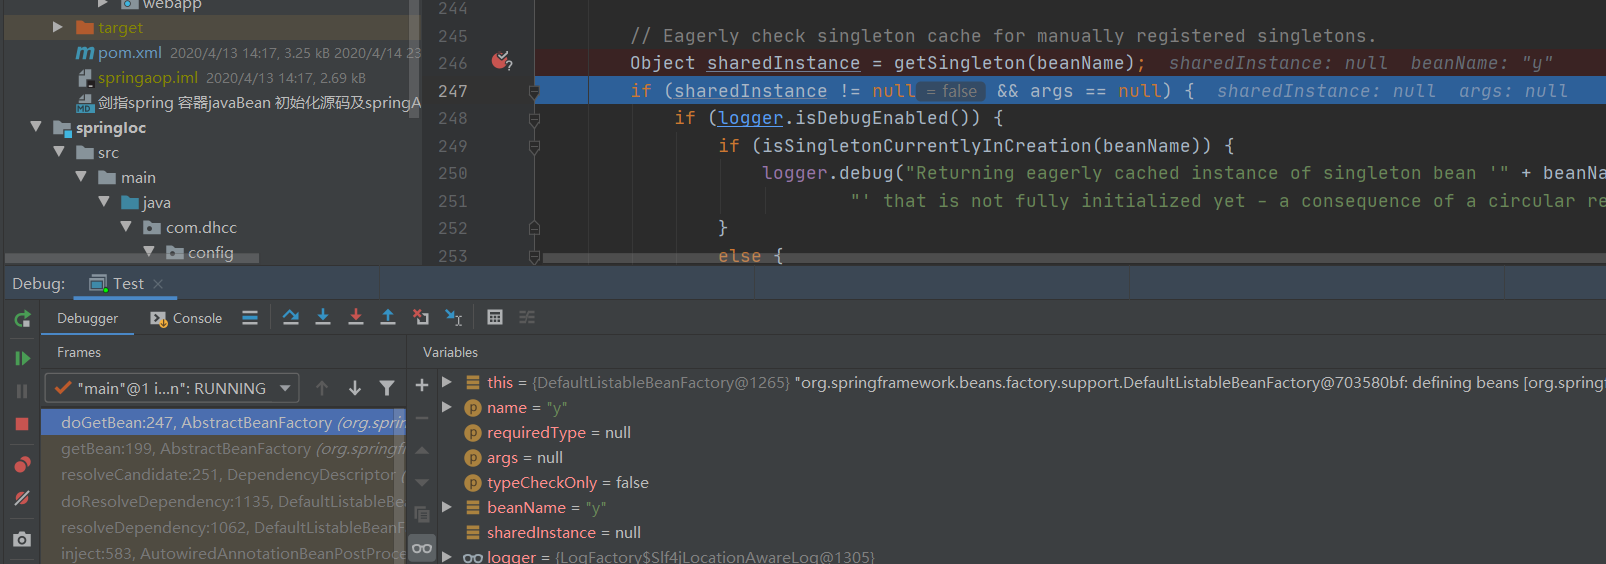 webapp
target
pom.xml 2020/4/13 14:17, 3.25 kB 2020/4/14 23
springaop.iml 2020/4/13 14:17, 2.69 kB
剑指spring 容器javaBean 初始化源码及springA
springIoc
src
main
java
com.dhcc
config
244
245 // Eagerly check singleton cache for manually registered singletons.
246 Object sharedInstance = getSingleton(beanName); sharedInstance: null beanName: "y"
247 if (sharedInstance != null = false && args == null) { sharedInstance: null args: null
248 if (logger.isDebugEnabled()) {
249 if (isSingletonCurrentlyInCreation(beanName)) {
250 logger.debug("Returning eagerly cached instance of singleton bean '" + beanNa
251 "' that is not fully initialized yet - a consequence of a circular re
252 }
253 else {
Debug: Test
Debugger Console
Frames
"main"@1 i...n": RUNNING
doGetBean:247, AbstractBeanFactory (org.spri
getBean:199, AbstractBeanFactory (org.springf
resolveCandidate:251, DependencyDescriptor (
doResolveDependency:1135, DefaultListableBe
resolveDependency:1062, DefaultListableBeanF
inject:583, AutowiredAnnotationBeanPostProce
Variables
this = {DefaultListableBeanFactory@1265} "org.springframework.beans.factory.support.DefaultListableBeanFactory@703580bf: defining beans [org.springf
name = "y"
requiredType = null
args = null
typeCheckOnly = false
beanName = "y"
sharedInstance = null
logger = {LogFactory$Slf4jLocationAwareLog@1305}